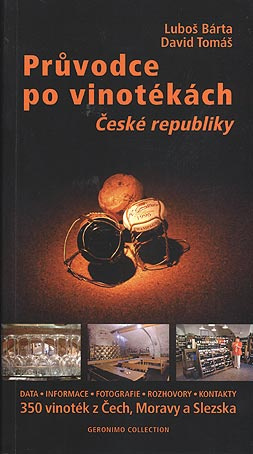 Luboš Bárta
David Tomáš
Průvodce
po vinotékách
České republiky
DATA • INFORMACE • FOTOGRAFIE • ROZHOVORY • KONTAKTY
350 vinoték z Čech, Moravy a Slezska
GERONIMO COLLECTION